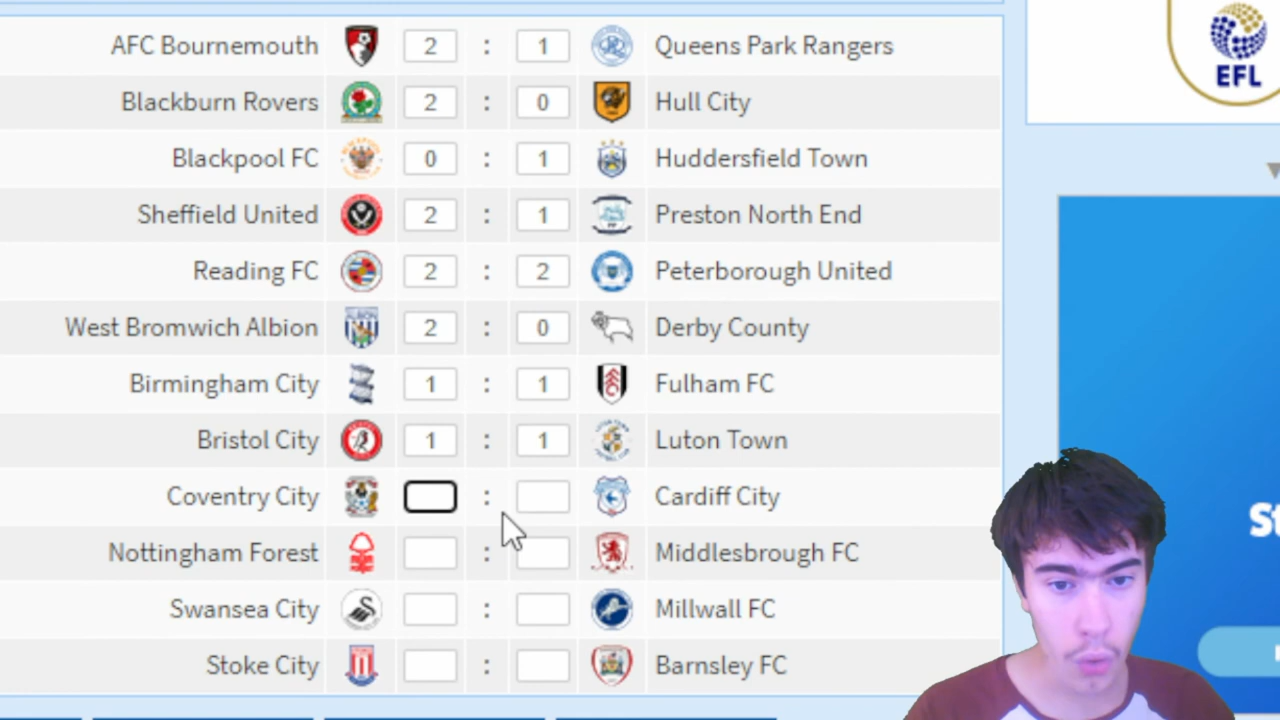 AFC Bournemouth 2 : 1 Queens Park Rangers
EFL
Blackburn Rovers 2 : 0 Hull City
Blackpool FC 0 : 1 Huddersfield Town
Sheffield United 2 : 1 Preston North End
Reading FC 2 : 2 Peterborough United
West Bromwich Albion 2 : 0 Derby County
Birmingham City 1 : 1 Fulham FC
Bristol City 1 : 1 Luton Town
Coventry City : Cardiff City
Nottingham Forest : Middlesbrough FC
Swansea City : Millwall FC
Stoke City : Barnsley FC